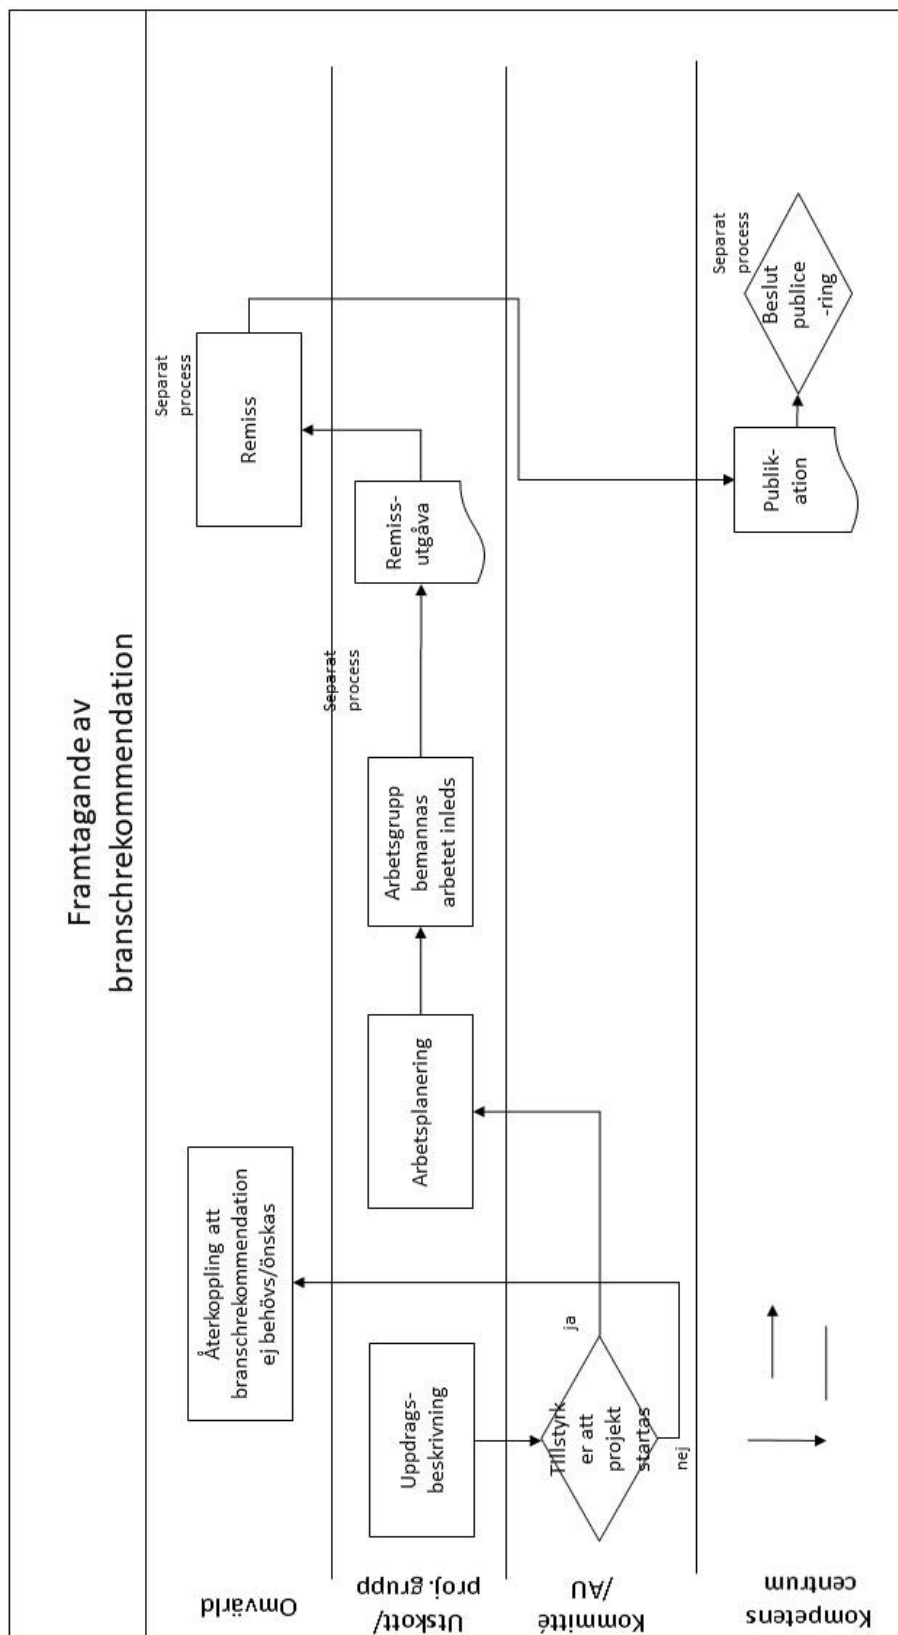 Framtagande av
branschrekommendation
Omvärld
Återkoppling att
branschrekommendation
ej behövs/önskas
Remiss
Separat
process
Utskott/
proj.grupp
Uppdrags-
beskrivning
Arbetsplanering
Arbetsgrupp
bemannas
arbetet inleds
Separat
process
Remiss-
utgåva
Kommitté
/AU
Tillstyrk
er att
projekt
startas
ja
nej
Kompetens
centrum
Publik-
ation
Beslut
publice
-ring
Separat
process